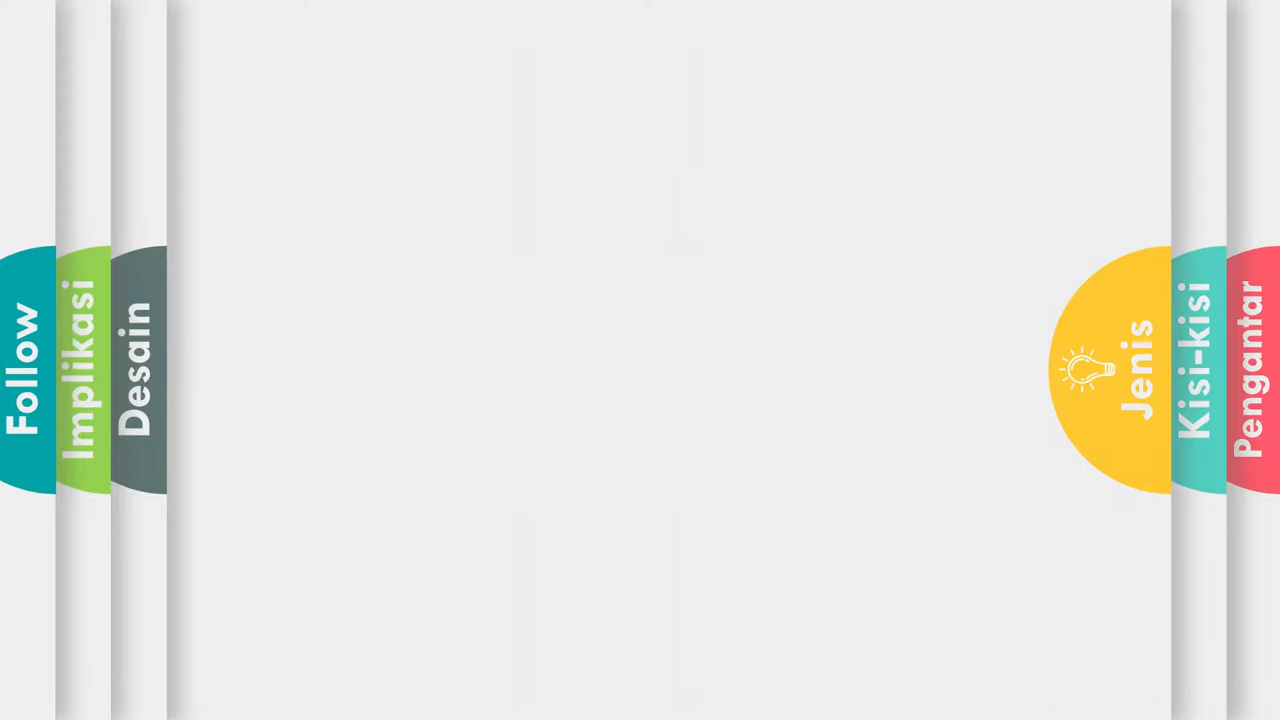 Follow
Implikasi
Desain
Jenis
Kisi-kisi
Pengantar